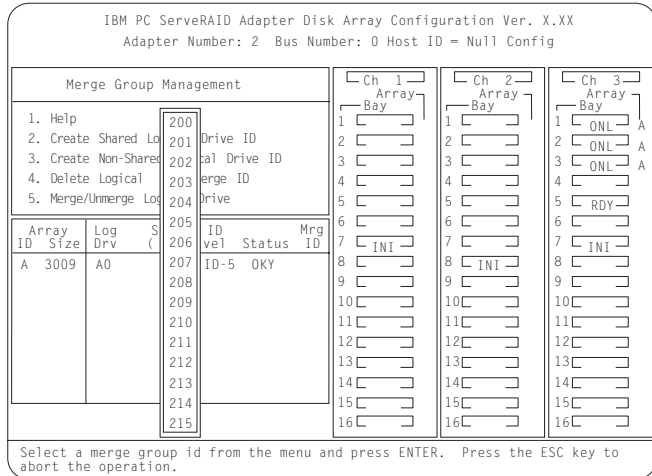 IBM PC ServeRAID Adapter Disk Array Configuration Ver. X.XX
Adapter Number: 2 Bus Number: 0 Host ID = Null Config
Merge Group Management
1. Help
2. Create Shared Lo Drive ID
3. Create Non-Shared cal Drive ID
4. Delete Logical erge ID
5. Merge/Unmerge Log Drive
200
201
202
203
204
205
206
207
208
209
210
211
212
213
214
215
Array Log S ID Mrg
ID Size Drv ( vel Status ID
A 3009 A0 ID-5 OKY
Ch 1
Array
Bay
1
2
3
4
5
6
7 INI
8
9
10
11
12
13
14
15
16
Ch 2
Array
Bay
1
2
3
4
5
6
7
8 INI
9
10
11
12
13
14
15
16
Ch 3
Array
Bay
1 ONL A
2 ONL A
3 ONL A
4
5 RDY
6
7 INI
8
9
10
11
12
13
14
15
16
Select a merge group id from the menu and press ENTER. Press the ESC key to
abort the operation.